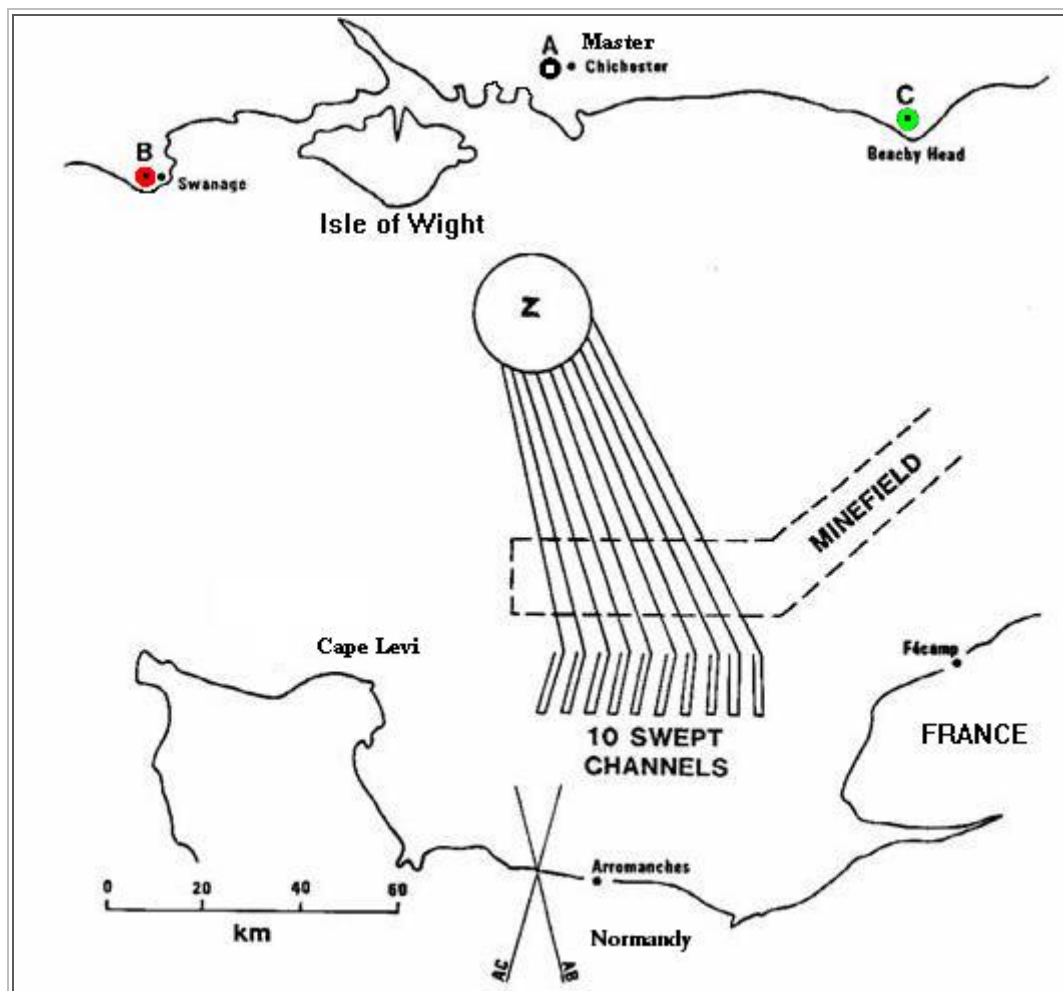 A Master
Chichester
C
Beachy Head
B
Swanage
Isle of Wight
Z
MINEFIELD
Cape Levi
Fécamp
10 SWEPT
CHANNELS
FRANCE
0 20 40 60
km
Arromanches
Normandy
AC
AB